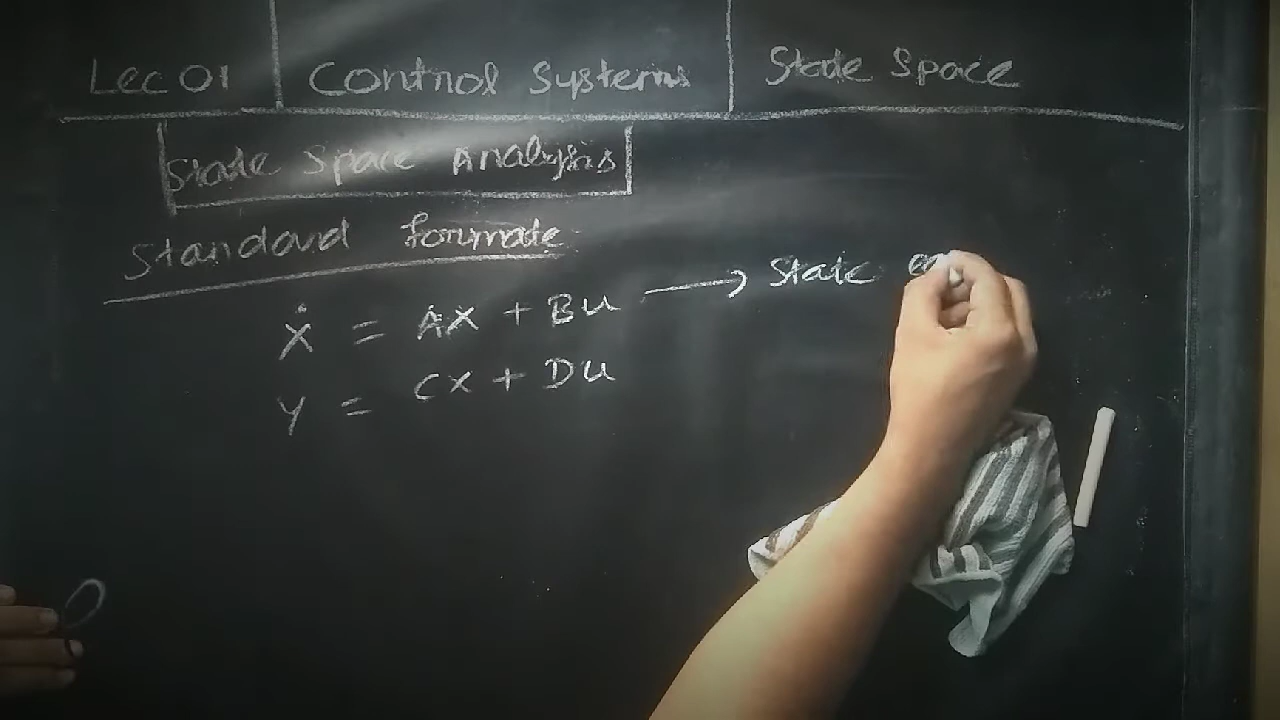 Lec 01 Control Systems State Space
State Space Analysis
Standard formate
Ẋ = AX + BU → State
Y = CX + DU